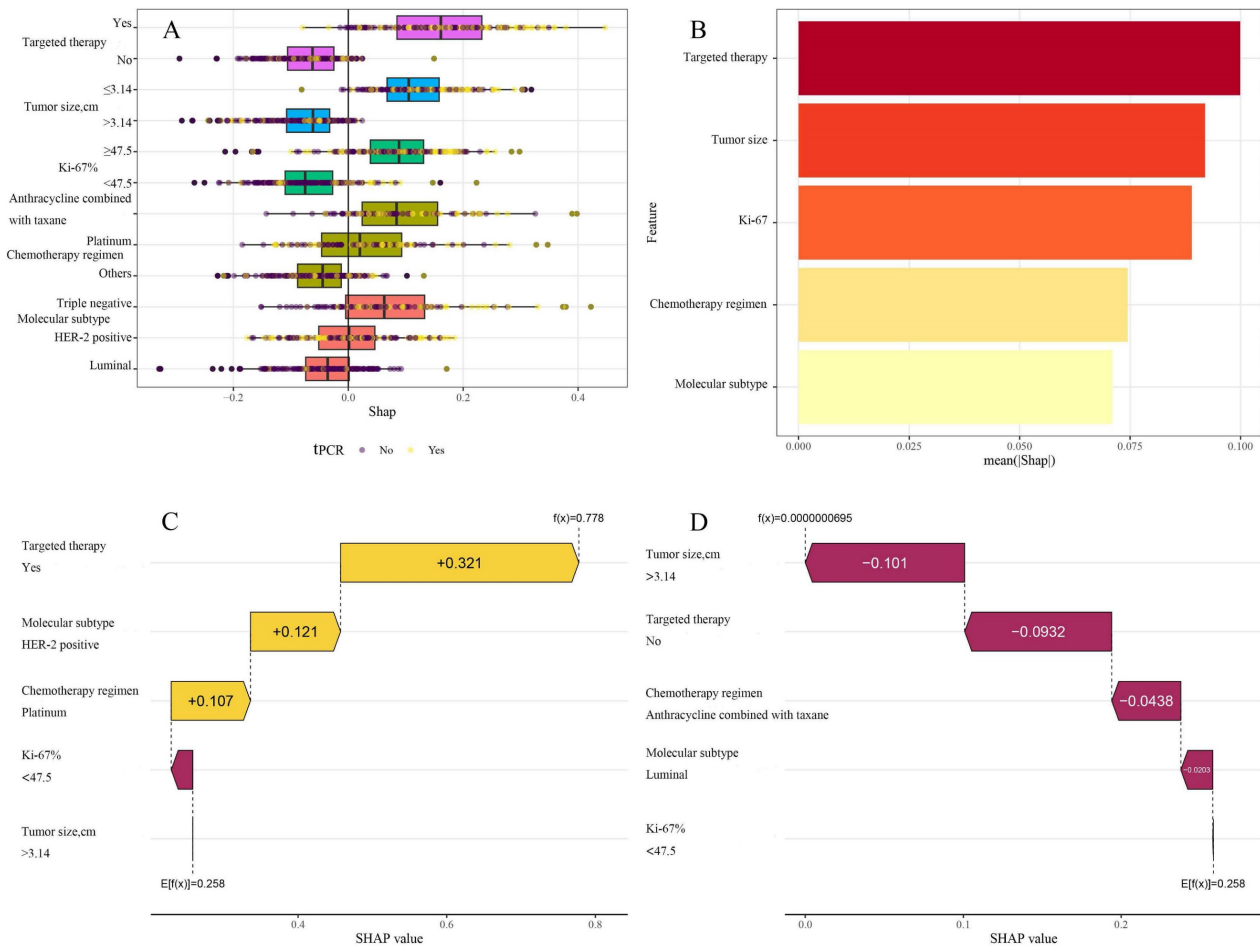 A
Yes
Targeted therapy
No
≤3.14
Tumor size,cm
>3.14
≥47.5
Ki-67%
<47.5
Anthracycline combined
with taxane
Platinum
Chemotherapy regimen
Others
Triple negative
Molecular subtype
HER-2 positive
Luminal
−0.2
0.0
0.2
0.4
Shap
tPCR
No
Yes
B
Targeted therapy
Tumor size
Ki-67
Chemotherapy regimen
Molecular subtype
Feature
0.000
0.025
0.050
0.075
0.100
mean(|Shap|)
C
f(x)=0.778
Targeted therapy
Yes
+0.321
Molecular subtype
HER-2 positive
+0.121
Chemotherapy regimen
Platinum
+0.107
Ki-67%
<47.5
Tumor size,cm
>3.14
E[f(x)]=0.258
0.4
0.6
0.8
SHAP value
D
f(x)=0.0000000695
Tumor size,cm
>3.14
−0.101
Targeted therapy
No
−0.0932
Chemotherapy regimen
Anthracycline combined with taxane
−0.0438
Molecular subtype
Luminal
−0.0203
Ki-67%
<47.5
E[f(x)]=0.258
0.0
0.1
0.2
SHAP value